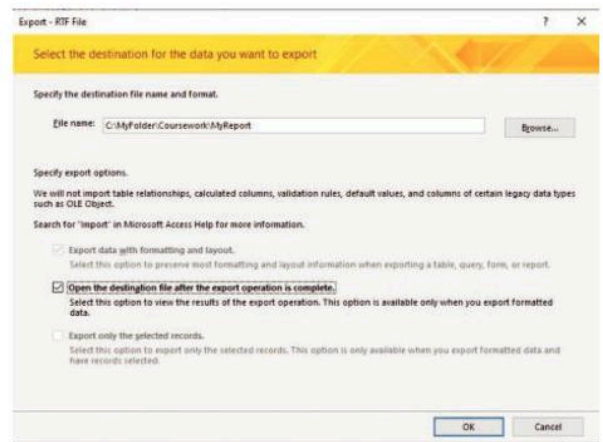 Export - RTF File
? ×
Select the destination for the data you want to export
Specify the destination file name and format.
File name: C:\MyFolder\Coursework\MyReport
Browse...
Specify export options.
We will not import table relationships, calculated columns, validation rules, default values, and columns of certain legacy data types
such as OLE Object.
Search for "Import" in Microsoft Access Help for more information.
Export data with formatting and layout.
Select this option to preserve most formatting and layout information when exporting a table, query, form, or report.
Open the destination file after the export operation is complete.
Select this option to view the results of the export operation. This option is available only when you export formatted
data.
Export only the selected records.
Select this option to export only the selected records. This option is only available when you export formatted data and
have records selected.
OK Cancel